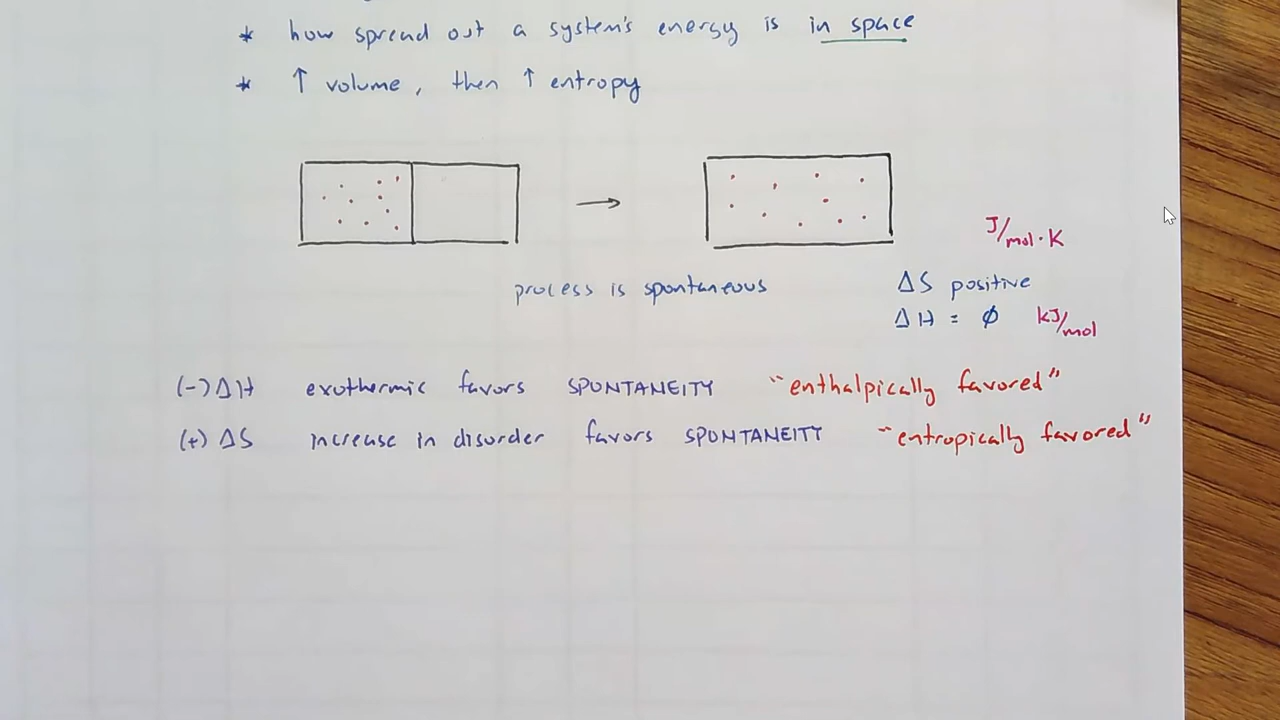 * how spread out a system's energy is in space
* ↑ volume, then ↑ entropy
→
J/mol·K
process is spontaneous ΔS positive
ΔH = ϕ kJ/mol
(-) ΔH exothermic favors SPONTANEITY "enthalpically favored"
(+) ΔS increase in disorder favors SPONTANEITY "entropically favored"